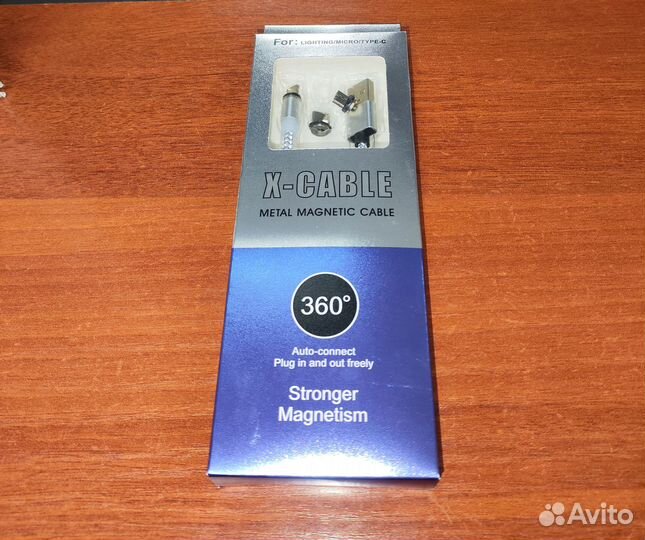 For: LIGHTING/MICRO/TYPE-C
X-CABLE
METAL MAGNETIC CABLE
360°
Auto-connect
Plug in and out freely
Stronger
Magnetism
Avito